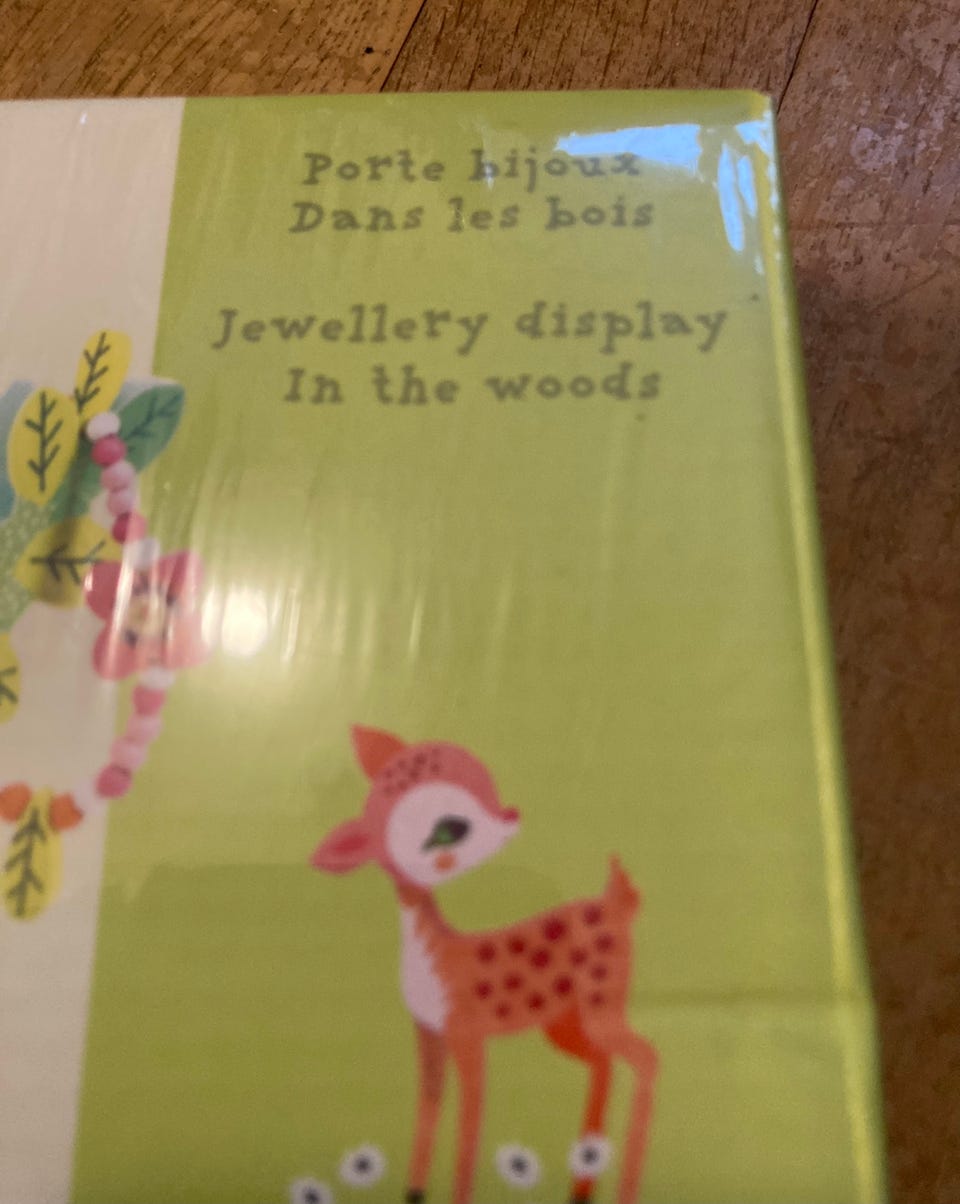 Porte bijoux
Dans les bois
Jewellery display
In the woods